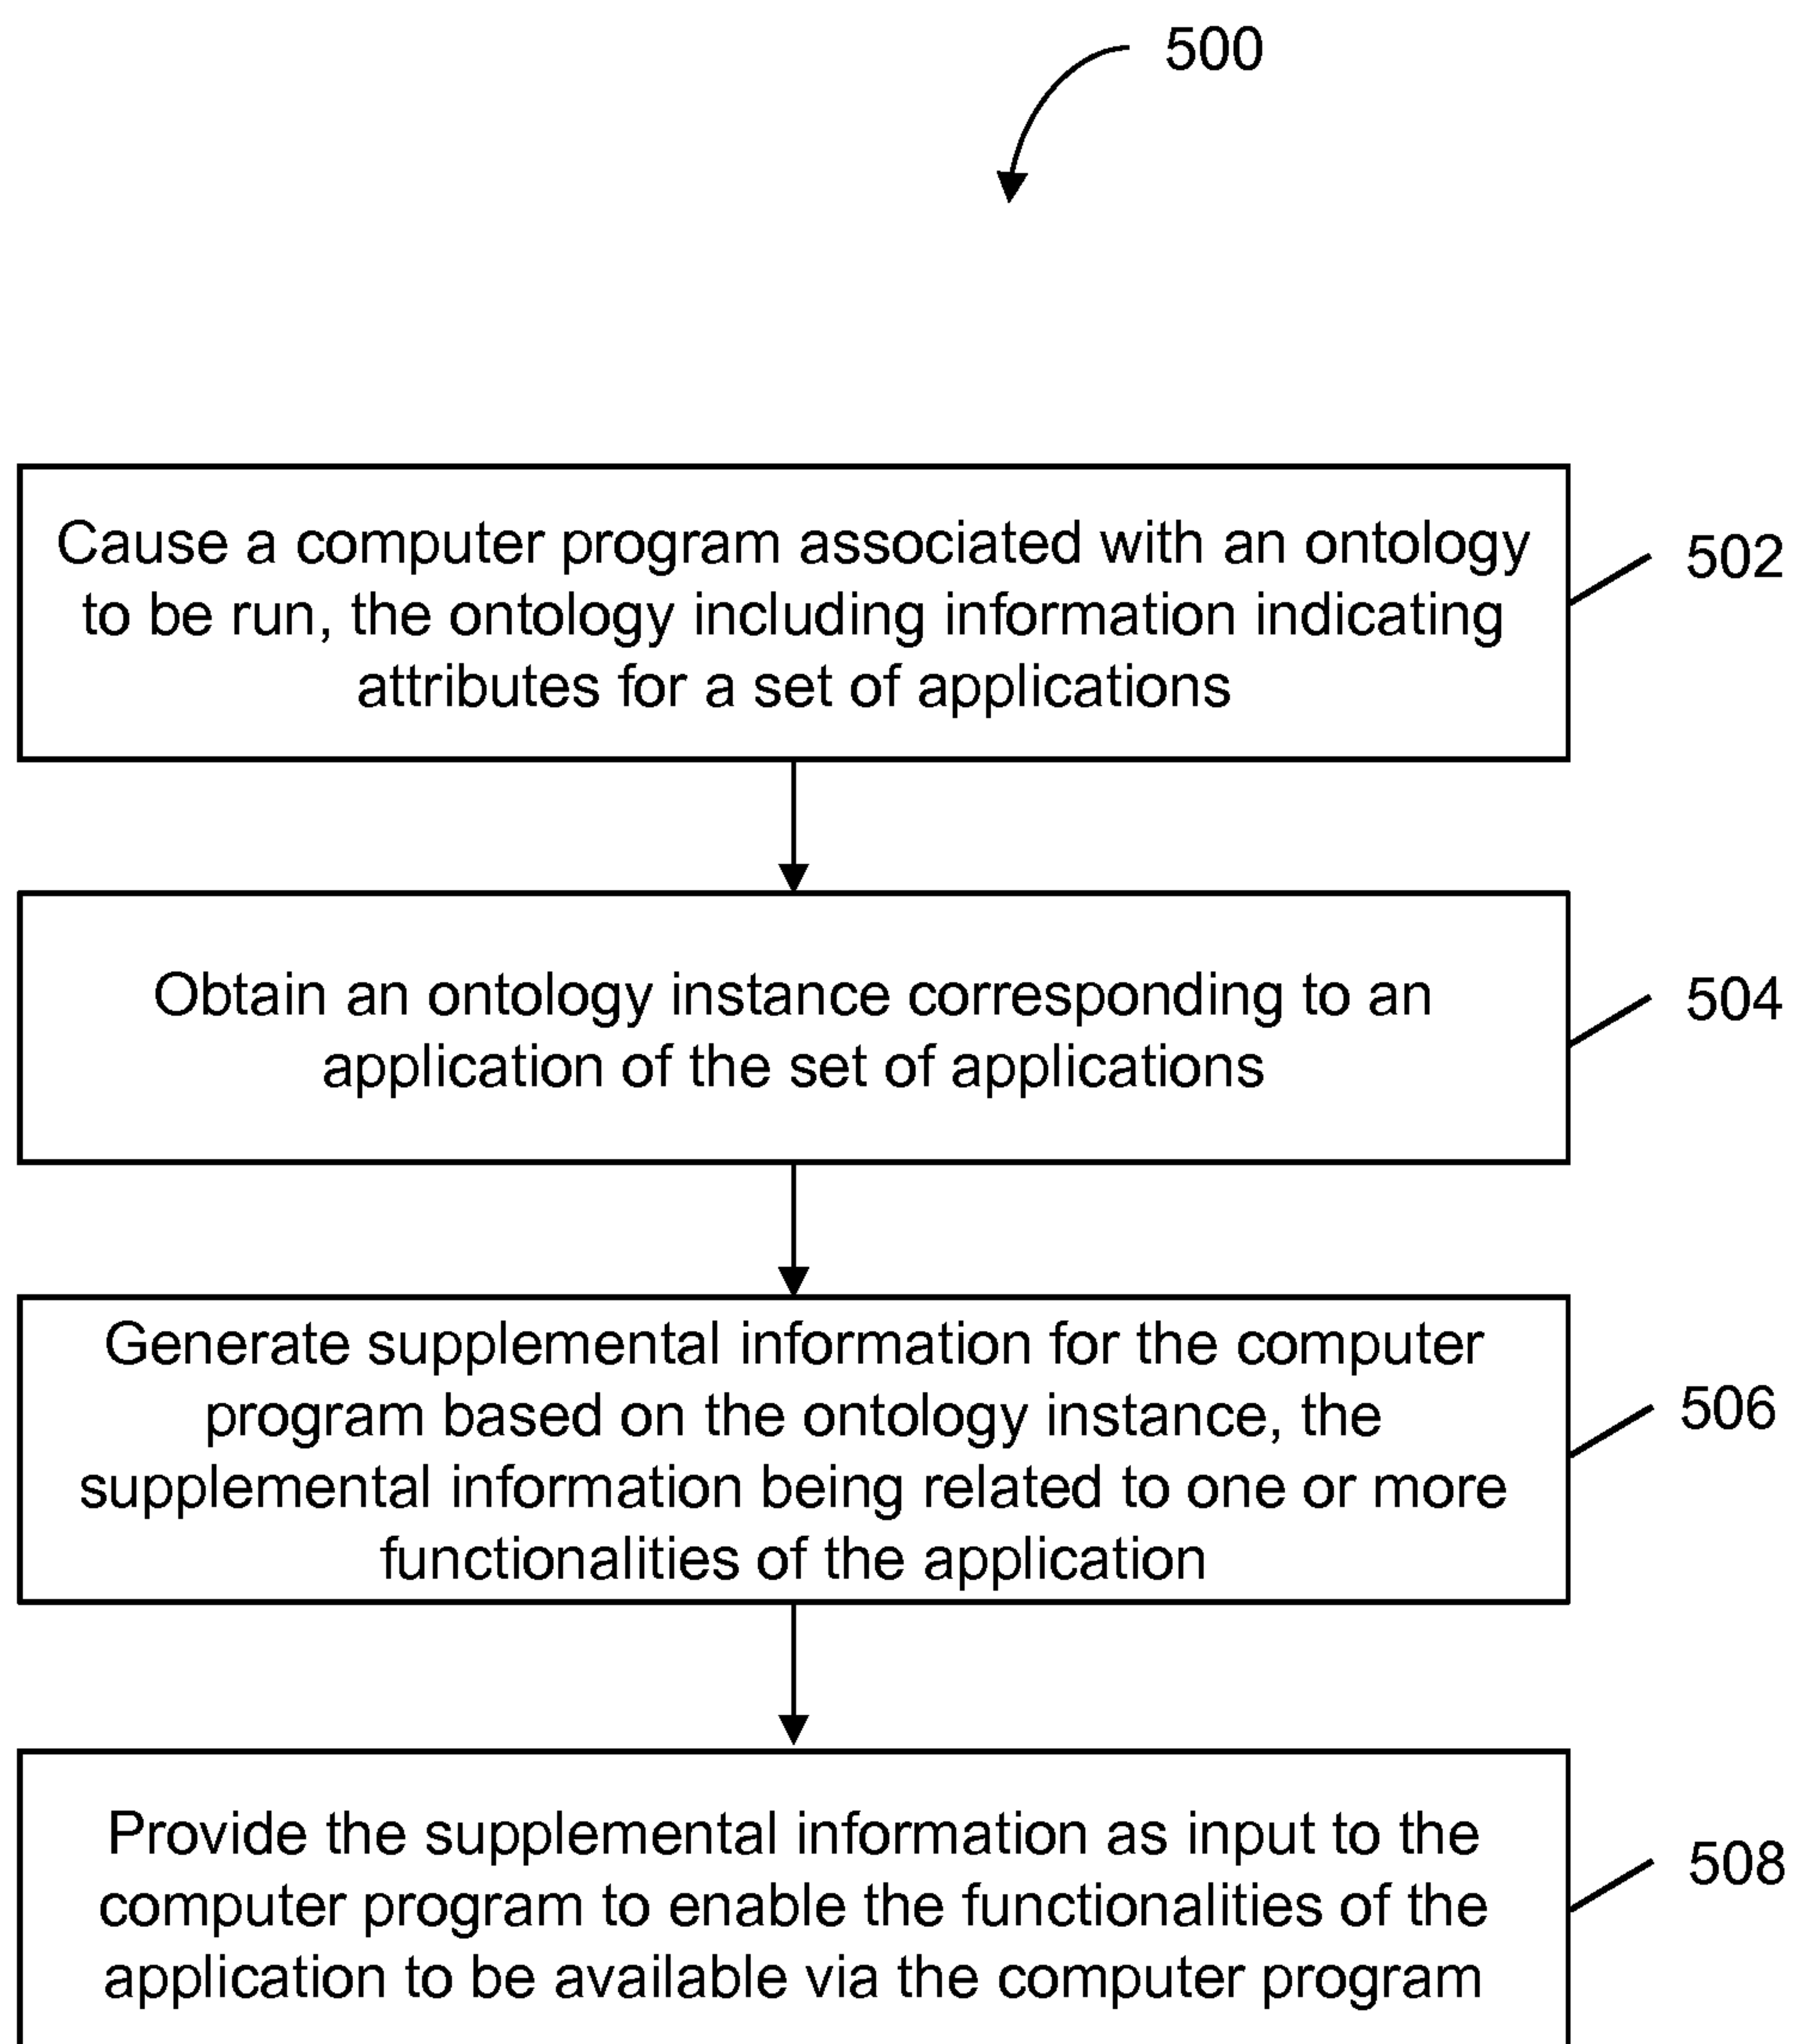 500
Cause a computer program associated with an ontology
to be run, the ontology including information indicating
attributes for a set of applications
502
Obtain an ontology instance corresponding to an
application of the set of applications
504
Generate supplemental information for the computer
program based on the ontology instance, the
supplemental information being related to one or more
functionalities of the application
506
Provide the supplemental information as input to the
computer program to enable the functionalities of the
application to be available via the computer program
508